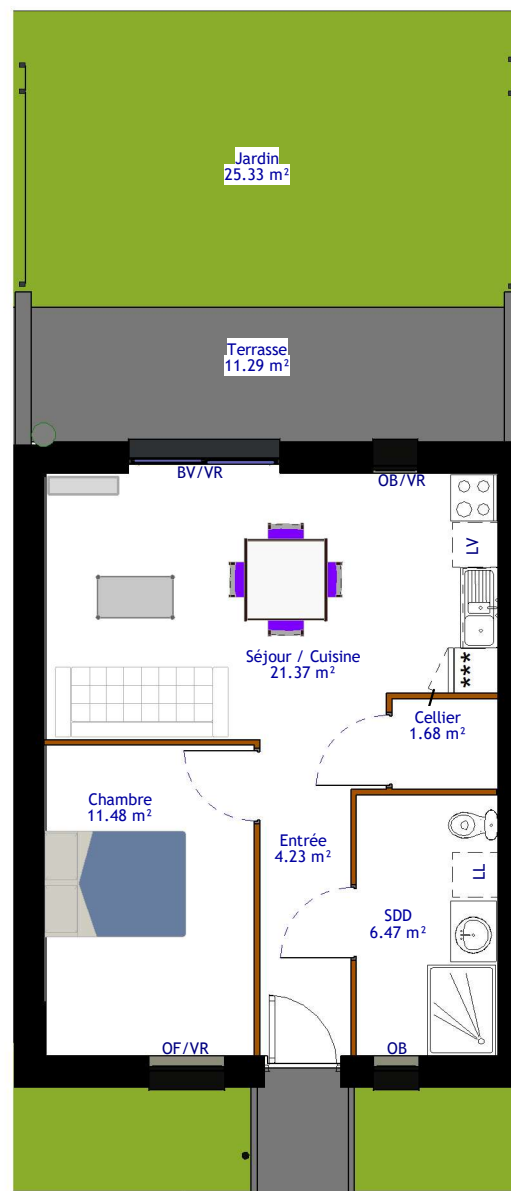 Jardin
25.33 m²
Terrasse
11.29 m²
BV/VR
OB/VR
LV
Séjour / Cuisine
21.37 m²
***
Cellier
1.68 m²
Chambre
11.48 m²
Entrée
4.23 m²
LL
SDD
6.47 m²
OF/VR
OB